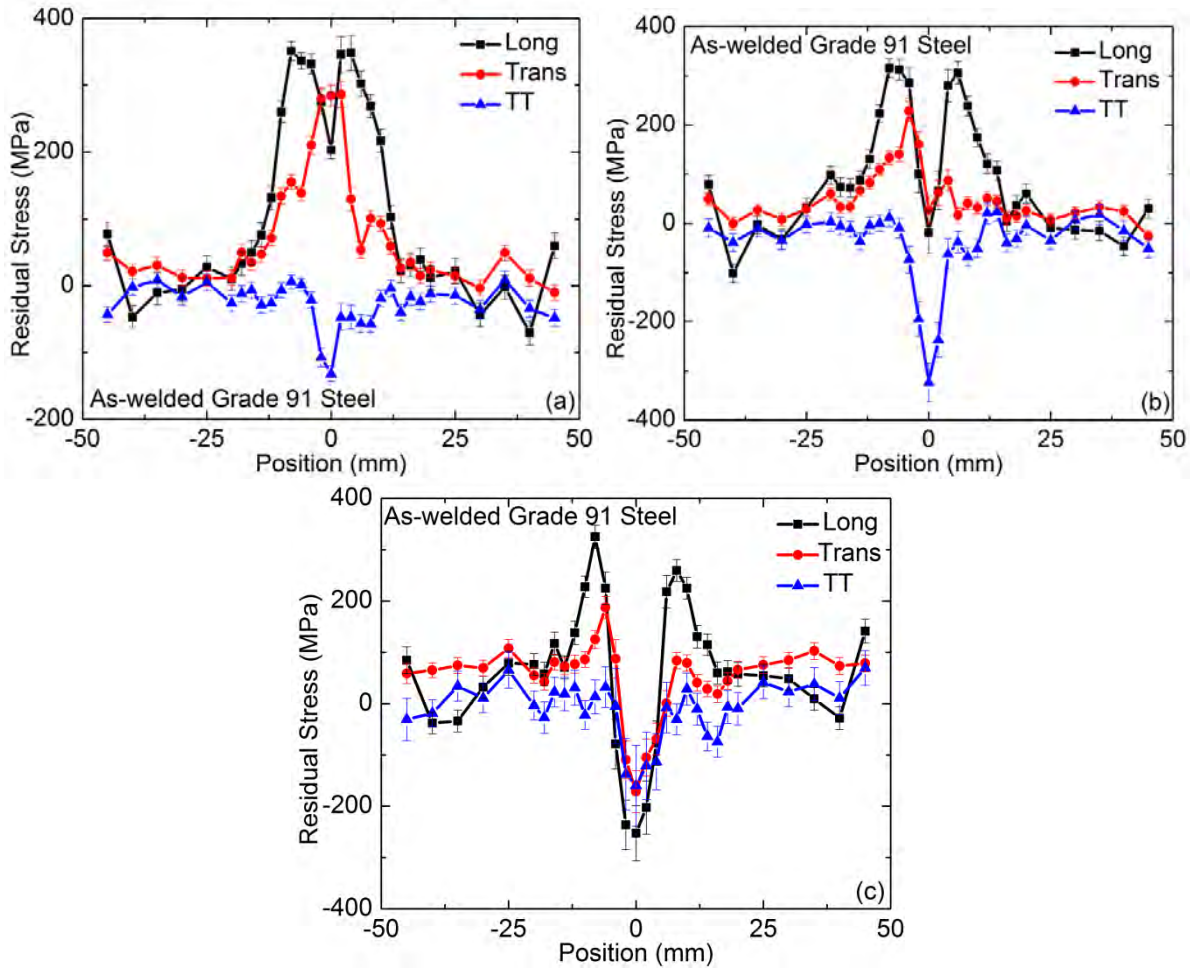 400
200
0
-200
Residual Stress (MPa)
Long
Trans
TT
As-welded Grade 91 Steel
(a)
-50
-25
0
25
50
Position (mm)
400
200
0
-200
-400
Residual Stress (MPa)
As-welded Grade 91 Steel
Long
Trans
TT
(b)
-50
-25
0
25
50
Position (mm)
400
200
0
-200
-400
Residual Stress (MPa)
As-welded Grade 91 Steel
Long
Trans
TT
(c)
-50
-25
0
25
50
Position (mm)